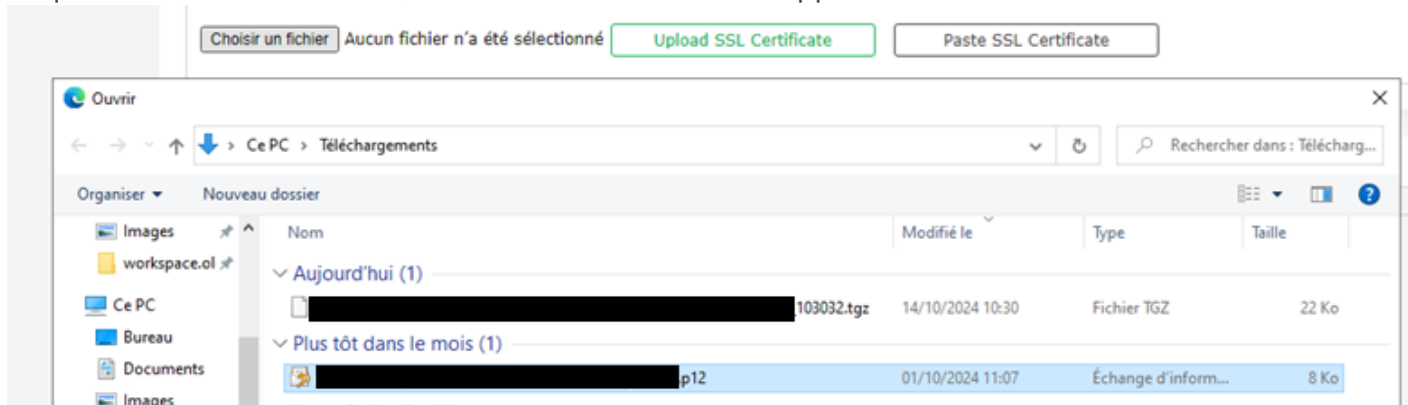 Choisir un fichier Aucun fichier n'a été sélectionné Upload SSL Certificate Paste SSL Certificate
Ouvrir
Ce PC > Téléchargements Rechercher dans : Télécharg...
Organiser Nouveau dossier
Images Nom Modifié le Type Taille
workspace.ol
Aujourd'hui (1)
Ce PC _103032.tgz 14/10/2024 10:30 Fichier TGZ 22 Ko
Bureau
Plus tôt dans le mois (1)
Documents .p12 01/10/2024 11:07 Échange d'inform... 8 Ko
Images